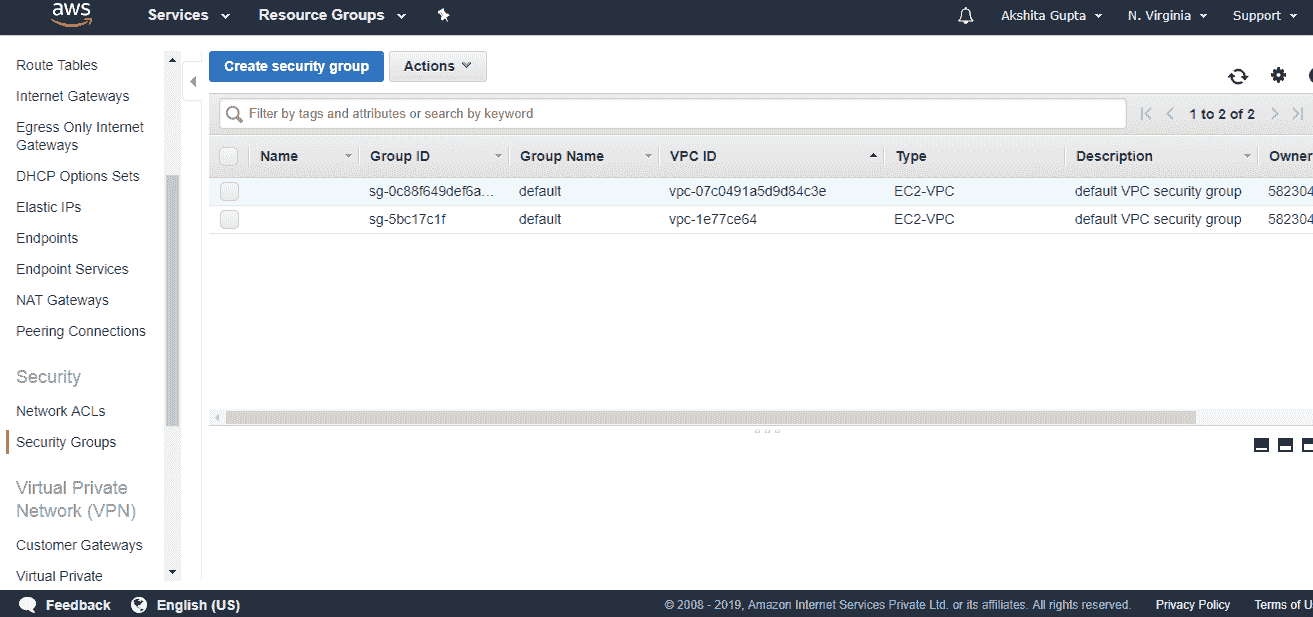 aws Services Resource Groups Akshita Gupta N. Virginia Support
Route Tables
Internet Gateways
Egress Only Internet
Gateways
DHCP Options Sets
Elastic IPs
Endpoints
Endpoint Services
NAT Gateways
Peering Connections
Security
Network ACLs
Security Groups
Virtual Private
Network (VPN)
Customer Gateways
Virtual Private
Create security group Actions
Filter by tags and attributes or search by keyword 1 to 2 of 2
Name Group ID Group Name VPC ID Type Description Owner
sg-0c88f649def6a... default vpc-07c0491a5d9d84c3e EC2-VPC default VPC security group 582304
sg-5bc17c1f default vpc-1e77ce64 EC2-VPC default VPC security group 582304
Feedback English (US) © 2008 - 2019, Amazon Internet Services Private Ltd. or its affiliates. All rights reserved. Privacy Policy Terms of U